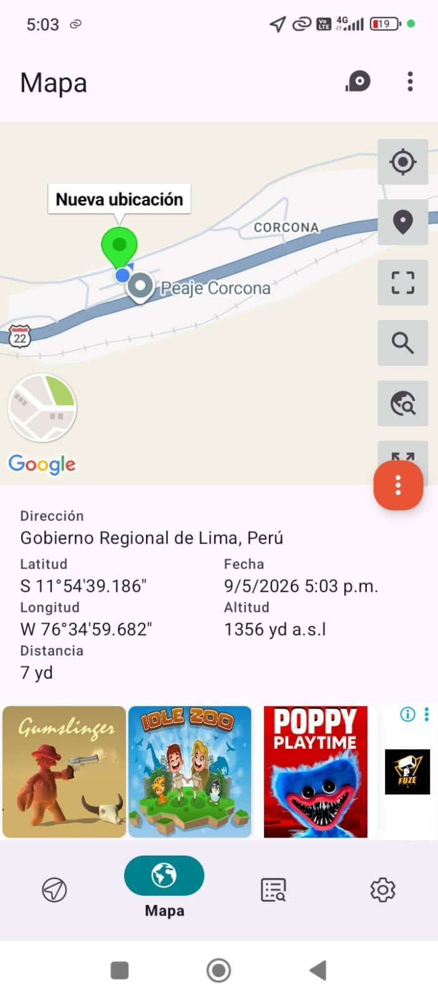 5:03
Vo LTE 4G 19
Mapa
Nueva ubicación
CORCONA
Peaje Corcona
22
Google
Dirección
Gobierno Regional de Lima, Perú
Latitud Fecha
S 11°54'39.186" 9/5/2026 5:03 p.m.
Longitud Altitud
W 76°34'59.682" 1356 yd a.s.l
Distancia
7 yd
Gumslinger
IDLE ZOO
POPPY
PLAYTIME
FUZE
Mapa